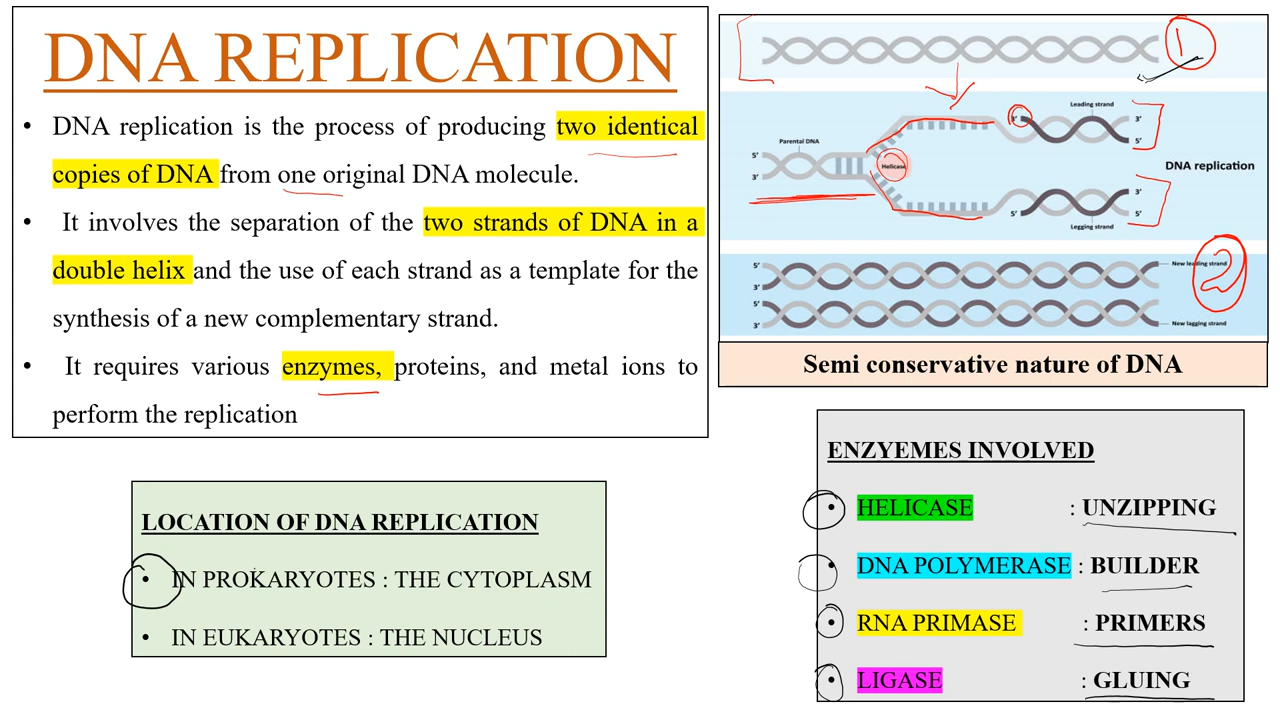 DNA REPLICATION
• DNA replication is the process of producing two identical
copies of DNA from one original DNA molecule.
• It involves the separation of the two strands of DNA in a
double helix and the use of each strand as a template for the
synthesis of a new complementary strand.
• It requires various enzymes, proteins, and metal ions to
perform the replication
LOCATION OF DNA REPLICATION
• IN PROKARYOTES : THE CYTOPLASM
• IN EUKARYOTES : THE NUCLEUS
1
Leading strand
3' 3'
Parental DNA
5' 5'
Helicase
3'
DNA replication
3'
5' 5'
Legging strand
2
5' New leading strand
3'
5'
3' New lagging strand
Semi conservative nature of DNA
ENZYEMES INVOLVED
• HELICASE : UNZIPPING
• DNA POLYMERASE : BUILDER
• RNA PRIMASE : PRIMERS
• LIGASE : GLUING